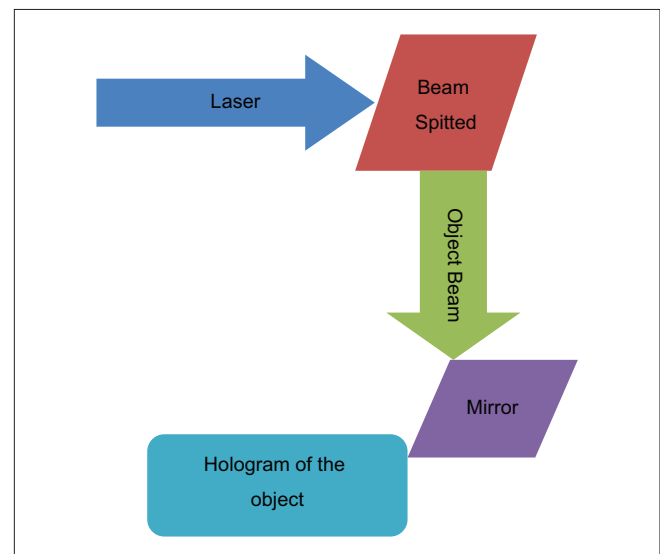 Laser
Beam
Spitted
Object Beam
Mirror
Hologram of the
object